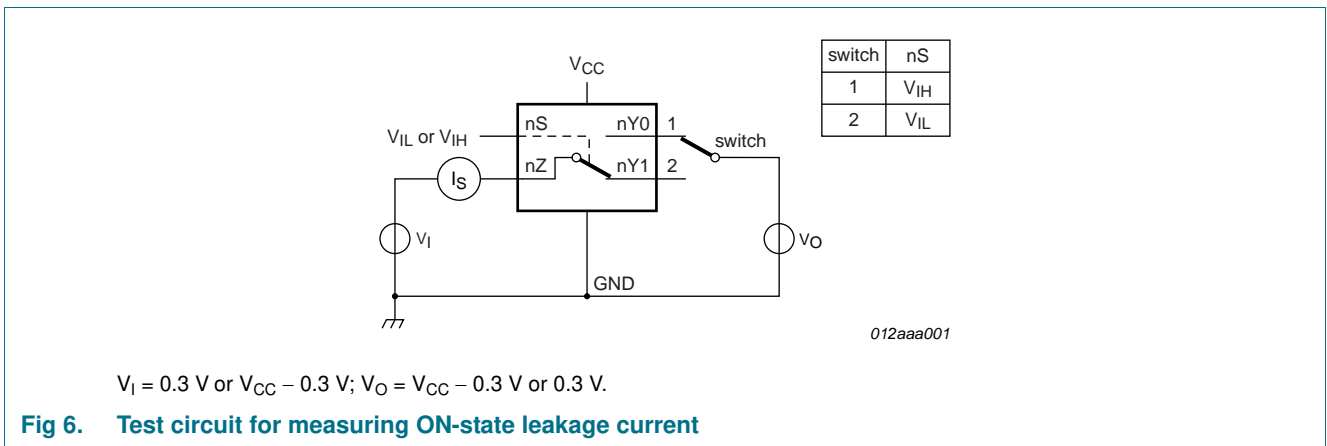 VCC
switch nS
1 VIH
2 VIL
VIL or VIH
nS
nY0 1
switch
nZ
nY1 2
IS
VI
VO
GND
012aaa001
VI = 0.3 V or VCC − 0.3 V; VO = VCC − 0.3 V or 0.3 V.
Fig 6. Test circuit for measuring ON-state leakage current